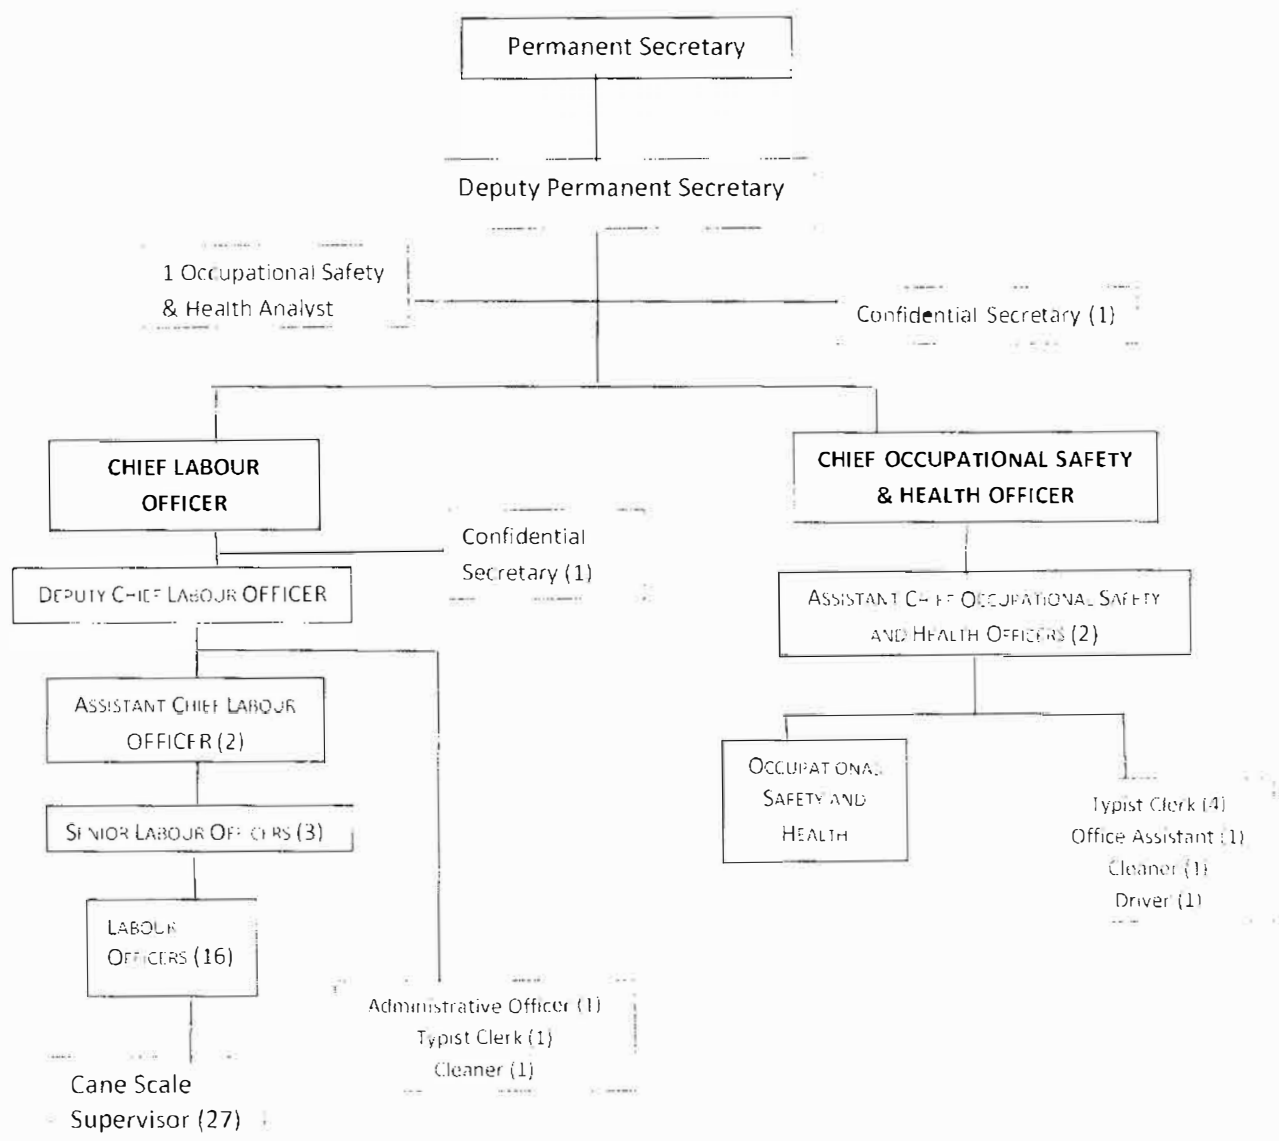 Permanent Secretary
Deputy Permanent Secretary
1 Occupational Safety
& Health Analyst
Confidential Secretary (1)
CHIEF LABOUR
OFFICER
CHIEF OCCUPATIONAL SAFETY
& HEALTH OFFICER
Confidential
Secretary (1)
DEPUTY CHIEF LABOUR OFFICER
ASSISTANT CHIEF OCCUPATIONAL SAFETY
AND HEALTH OFFICERS (2)
ASSISTANT CHIEF LABOUR
OFFICER (2)
SENIOR LABOUR OFFICERS (3)
OCCUPATIONAL
SAFETY AND
HEALTH
Typist Clerk (4)
Office Assistant (1)
Cleaner (1)
Driver (1)
LABOUR
OFFICERS (16)
Administrative Officer (1)
Typist Clerk (1)
Cleaner (1)
Cane Scale
Supervisor (27)